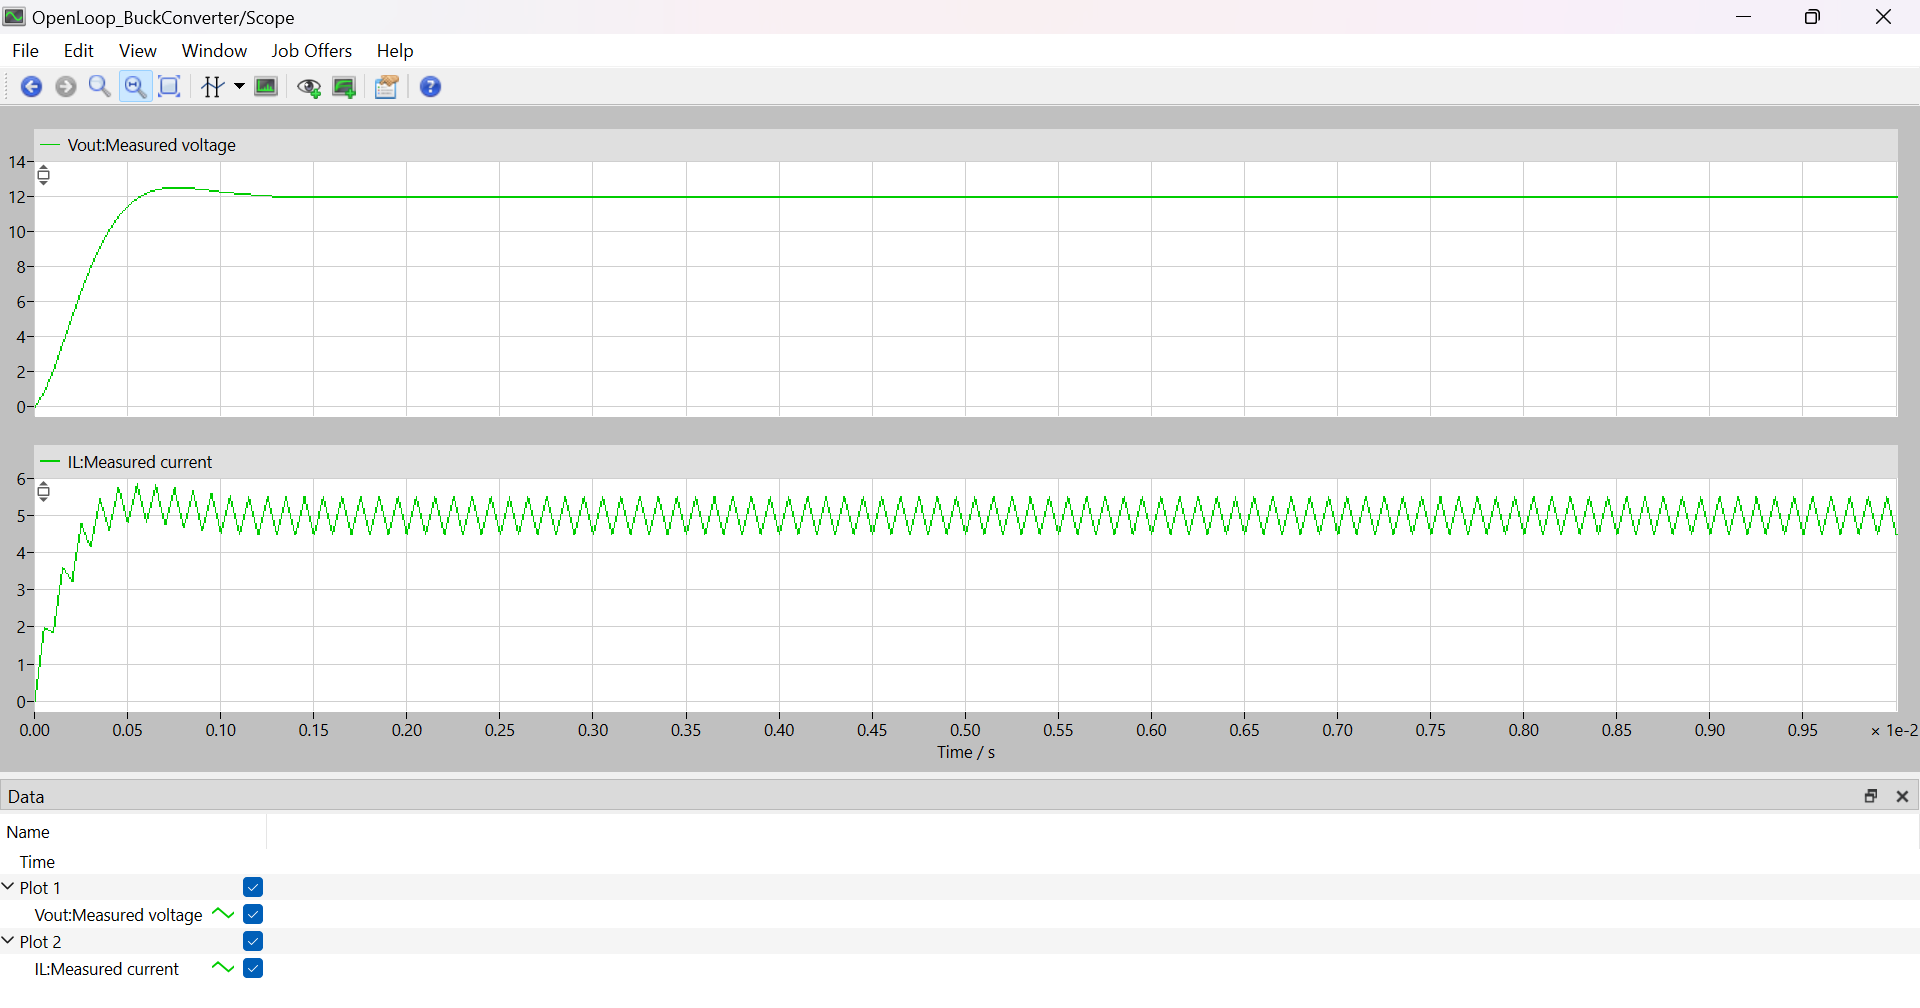 OpenLoop_BuckConverter/Scope
File Edit View Window Job Offers Help
Vout:Measured voltage
14
12
10
8
6
4
2
0
IL:Measured current
6
5
4
3
2
1
0
0.00 0.05 0.10 0.15 0.20 0.25 0.30 0.35 0.40 0.45 0.50 0.55 0.60 0.65 0.70 0.75 0.80 0.85 0.90 0.95 × 1e-2
Time / s
Data
Name
Time
Plot 1
Vout:Measured voltage
Plot 2
IL:Measured current